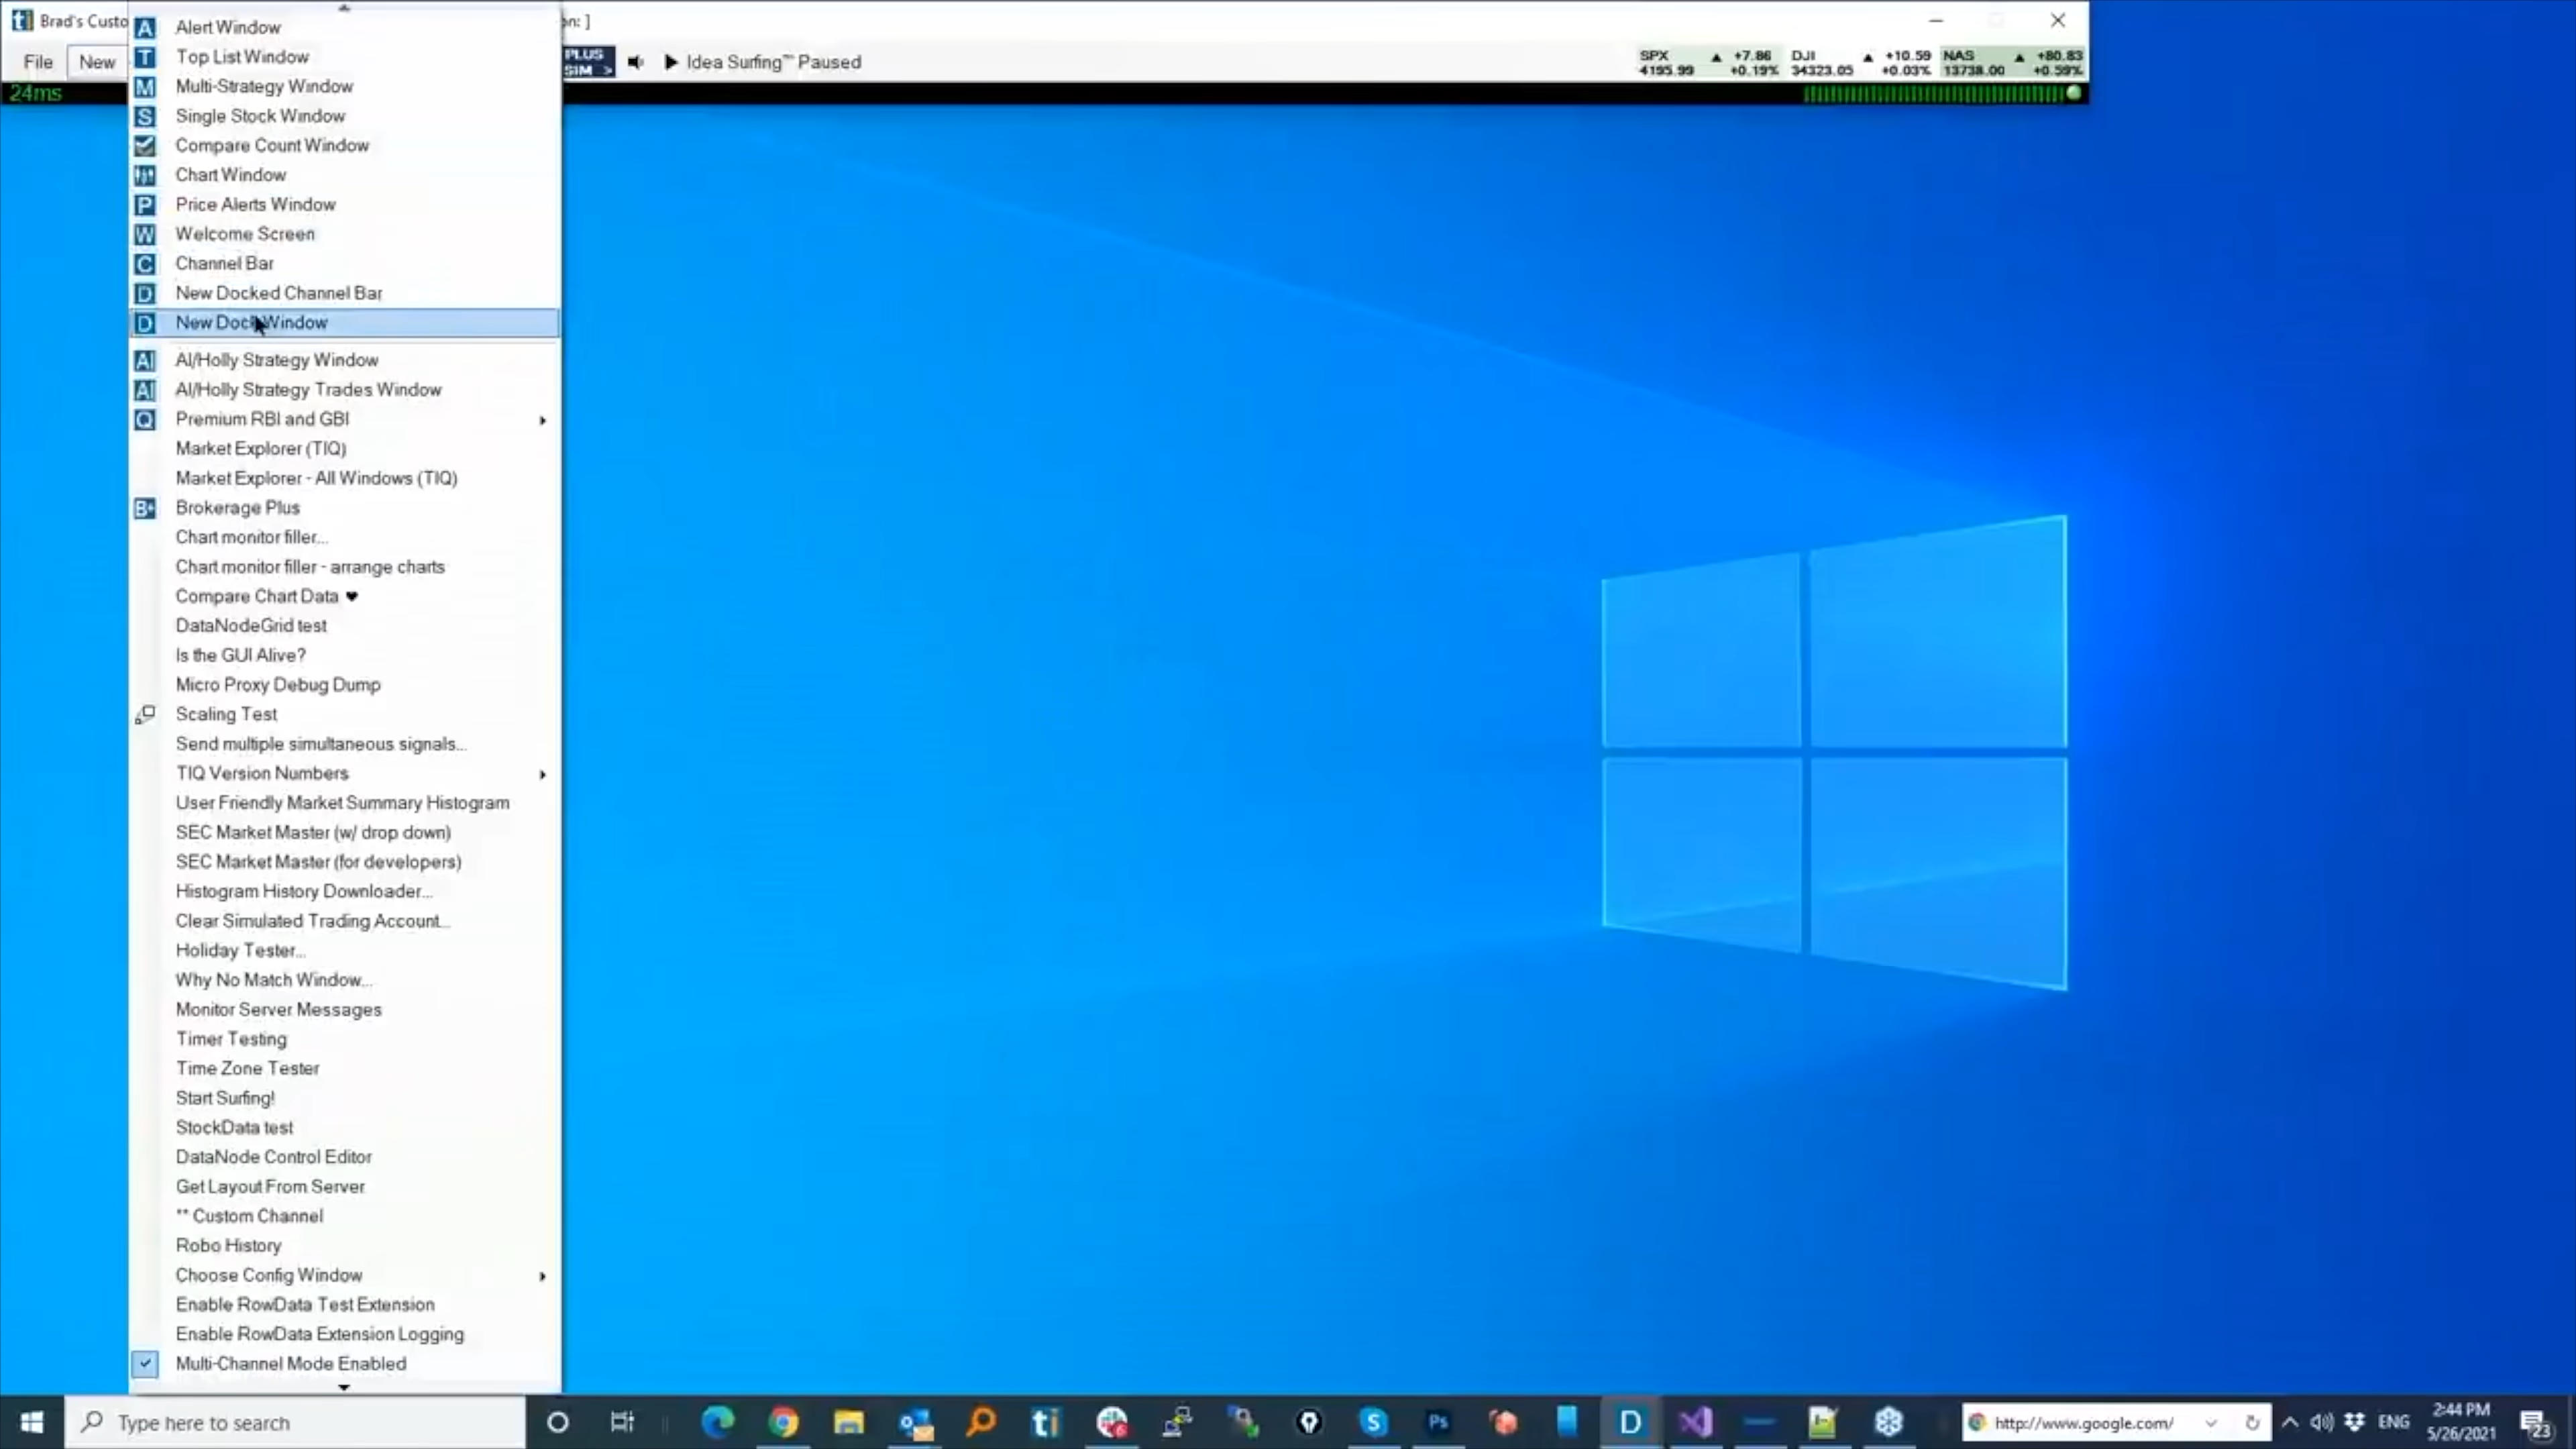 Brad's Custo
on: ]
File
New
PLUS
SIM >
Idea Surfing™ Paused
SPX ▲ +7.86
4195.99 +0.19%
DJI ▲ +10.59
34323.05 +0.03%
NAS ▲ +80.83
13738.00 +0.59%
24ms
A Alert Window
T Top List Window
M Multi-Strategy Window
S Single Stock Window
Compare Count Window
Chart Window
P Price Alerts Window
W Welcome Screen
C Channel Bar
D New Docked Channel Bar
D New Dock Window
AI AI/Holly Strategy Window
AI AI/Holly Strategy Trades Window
Q Premium RBI and GBI
Market Explorer (TIQ)
Market Explorer - All Windows (TIQ)
B+ Brokerage Plus
Chart monitor filler...
Chart monitor filler - arrange charts
Compare Chart Data ♥
DataNodeGrid test
Is the GUI Alive?
Micro Proxy Debug Dump
Scaling Test
Send multiple simultaneous signals...
TIQ Version Numbers
User Friendly Market Summary Histogram
SEC Market Master (w/ drop down)
SEC Market Master (for developers)
Histogram History Downloader...
Clear Simulated Trading Account...
Holiday Tester...
Why No Match Window...
Monitor Server Messages
Timer Testing
Time Zone Tester
Start Surfing!
StockData test
DataNode Control Editor
Get Layout From Server
** Custom Channel
Robo History
Choose Config Window
Enable RowData Test Extension
Enable RowData Extension Logging
Multi-Channel Mode Enabled
Type here to search
ti
S
Ps
D
http://www.google.com/
ENG
2:44 PM
5/26/2021
23